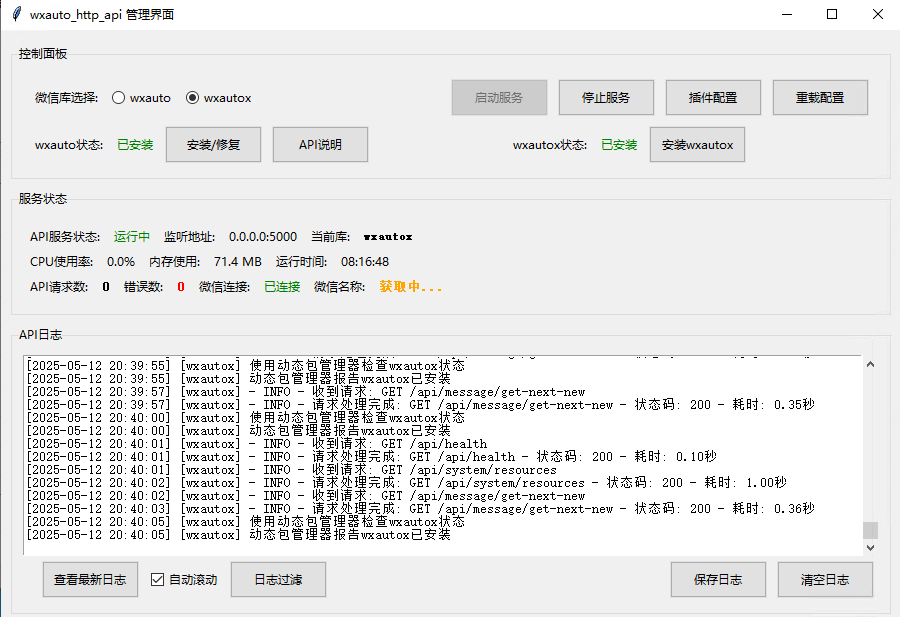 wxauto_http_api 管理界面
控制面板
微信库选择: wxauto wxautox 启动服务 停止服务 插件配置 重载配置
wxauto状态: 已安装 安装/修复 API说明 wxautox状态: 已安装 安装wxautox
服务状态
API服务状态: 运行中 监听地址: 0.0.0.0:5000 当前库: wxautox
CPU使用率: 0.0% 内存使用: 71.4 MB 运行时间: 08:16:48
API请求数: 0 错误数: 0 微信连接: 已连接 微信名称: 获取中...
API日志
[2025-05-12 20:39:55] [wxautox] 使用动态包管理器检查wxautox状态
[2025-05-12 20:39:55] [wxautox] 动态包管理器报告wxautox已安装
[2025-05-12 20:39:57] [wxautox] - INFO - 收到请求: GET /api/message/get-next-new
[2025-05-12 20:39:57] [wxautox] - INFO - 请求处理完成: GET /api/message/get-next-new - 状态码: 200 - 耗时: 0.35秒
[2025-05-12 20:40:00] [wxautox] 使用动态包管理器检查wxautox状态
[2025-05-12 20:40:00] [wxautox] 动态包管理器报告wxautox已安装
[2025-05-12 20:40:01] [wxautox] - INFO - 收到请求: GET /api/health
[2025-05-12 20:40:01] [wxautox] - INFO - 请求处理完成: GET /api/health - 状态码: 200 - 耗时: 0.10秒
[2025-05-12 20:40:01] [wxautox] - INFO - 收到请求: GET /api/system/resources
[2025-05-12 20:40:02] [wxautox] - INFO - 请求处理完成: GET /api/system/resources - 状态码: 200 - 耗时: 1.00秒
[2025-05-12 20:40:02] [wxautox] - INFO - 收到请求: GET /api/message/get-next-new
[2025-05-12 20:40:03] [wxautox] - INFO - 请求处理完成: GET /api/message/get-next-new - 状态码: 200 - 耗时: 0.36秒
[2025-05-12 20:40:05] [wxautox] 使用动态包管理器检查wxautox状态
[2025-05-12 20:40:05] [wxautox] 动态包管理器报告wxautox已安装
查看最新日志 自动滚动 日志过滤 保存日志 清空日志